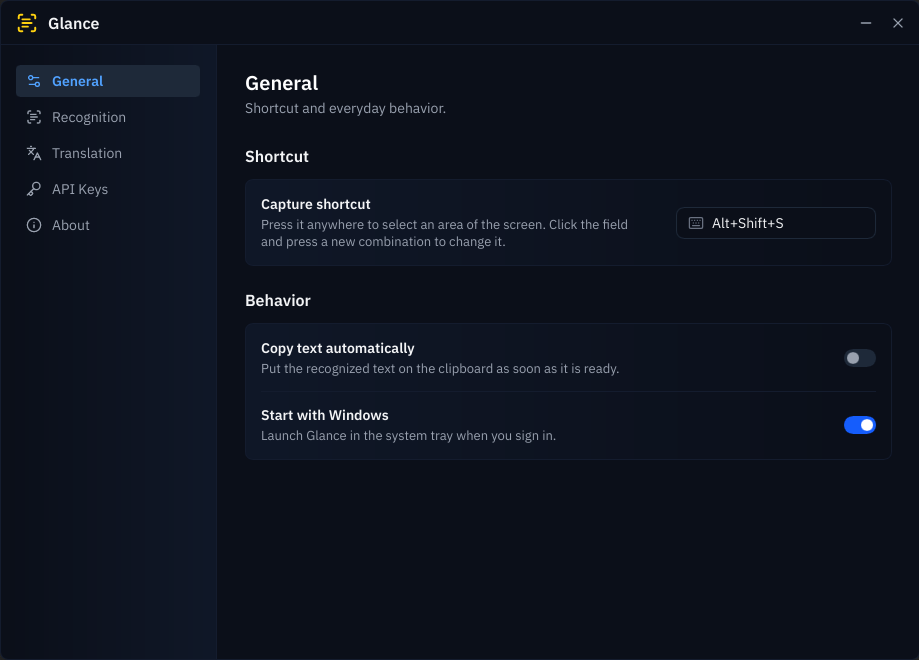 Glance
General
Recognition
Translation
API Keys
About
General
Shortcut and everyday behavior.
Shortcut
Capture shortcut
Press it anywhere to select an area of the screen. Click the field
and press a new combination to change it.
Alt+Shift+S
Behavior
Copy text automatically
Put the recognized text on the clipboard as soon as it is ready.
Start with Windows
Launch Glance in the system tray when you sign in.